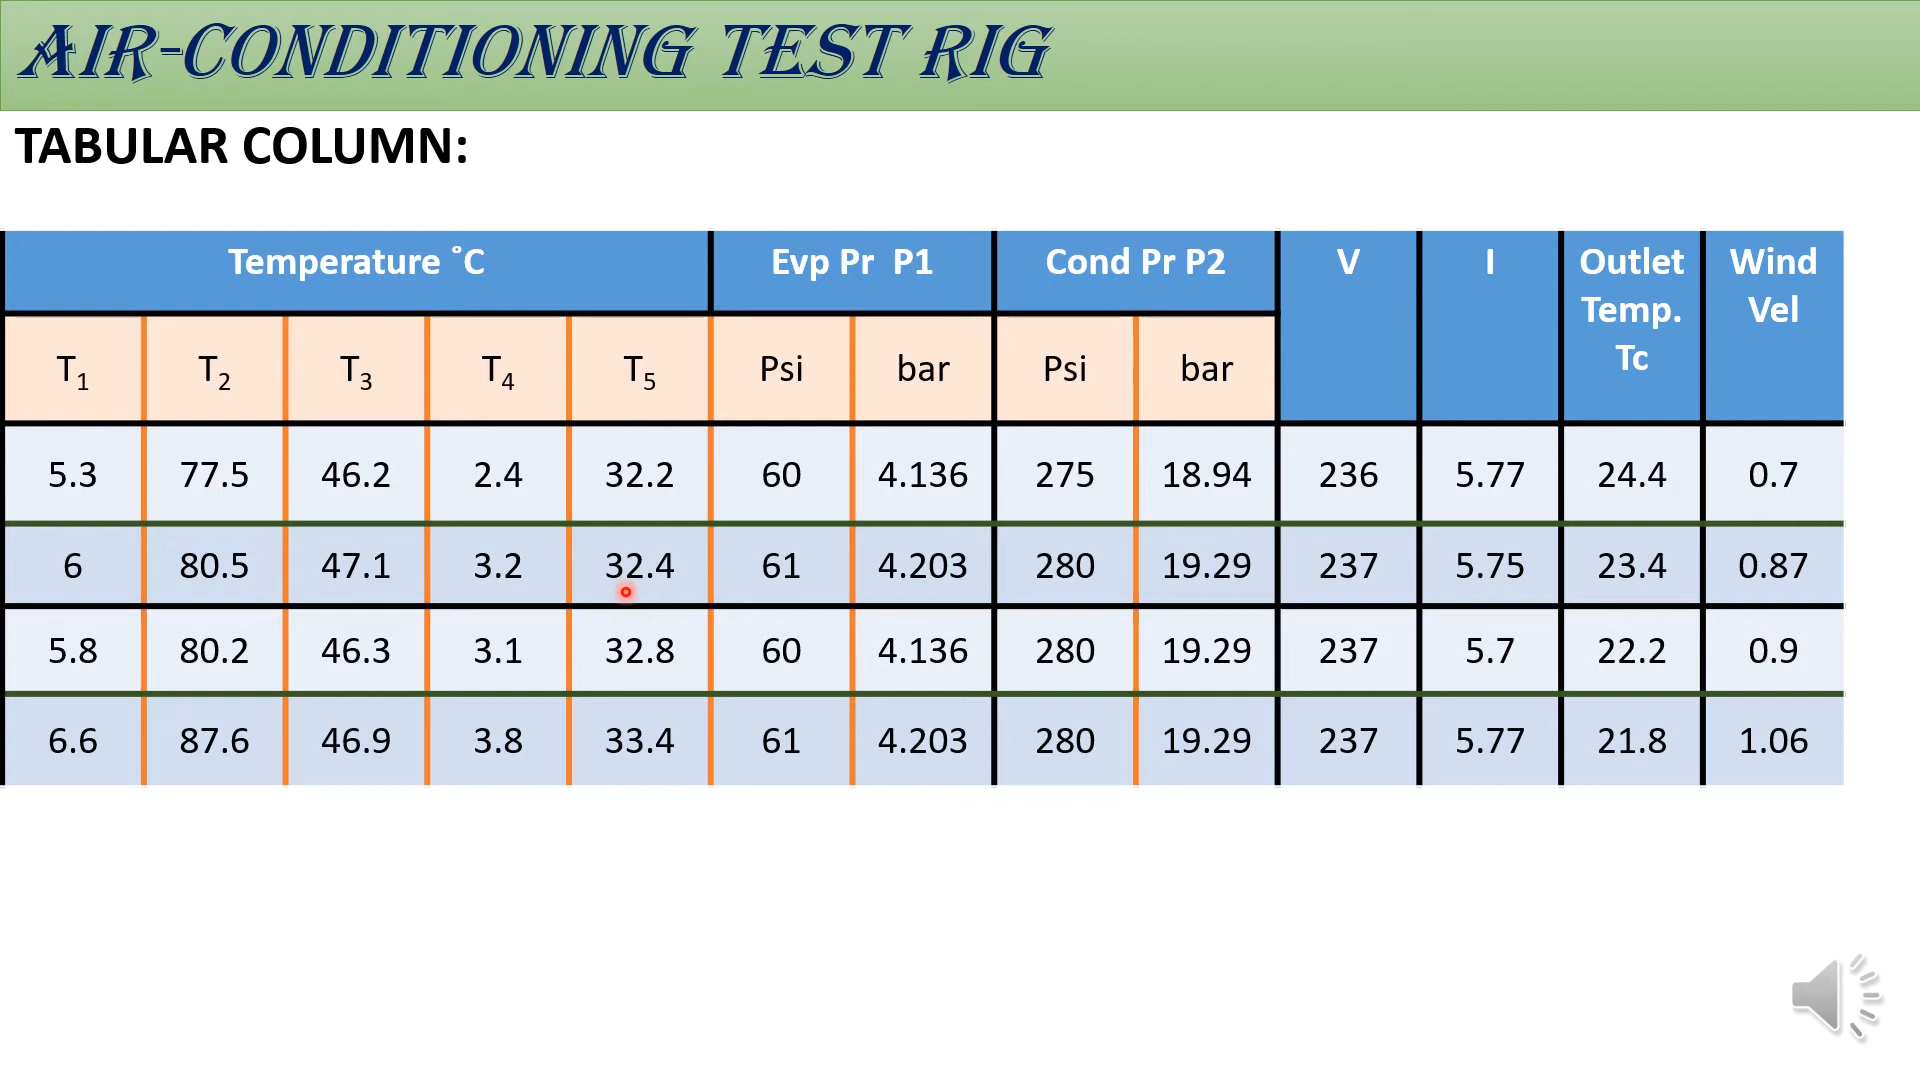 AIR-CONDITIONING TEST RIG
TABULAR COLUMN:
Temperature ˚C Evp Pr P1 Cond Pr P2 V I Outlet Temp. Tc Wind Vel
T₁ T₂ T₃ T₄ T₅ Psi bar Psi bar
5.3 77.5 46.2 2.4 32.2 60 4.136 275 18.94 236 5.77 24.4 0.7
6 80.5 47.1 3.2 32.4 61 4.203 280 19.29 237 5.75 23.4 0.87
5.8 80.2 46.3 3.1 32.8 60 4.136 280 19.29 237 5.7 22.2 0.9
6.6 87.6 46.9 3.8 33.4 61 4.203 280 19.29 237 5.77 21.8 1.06